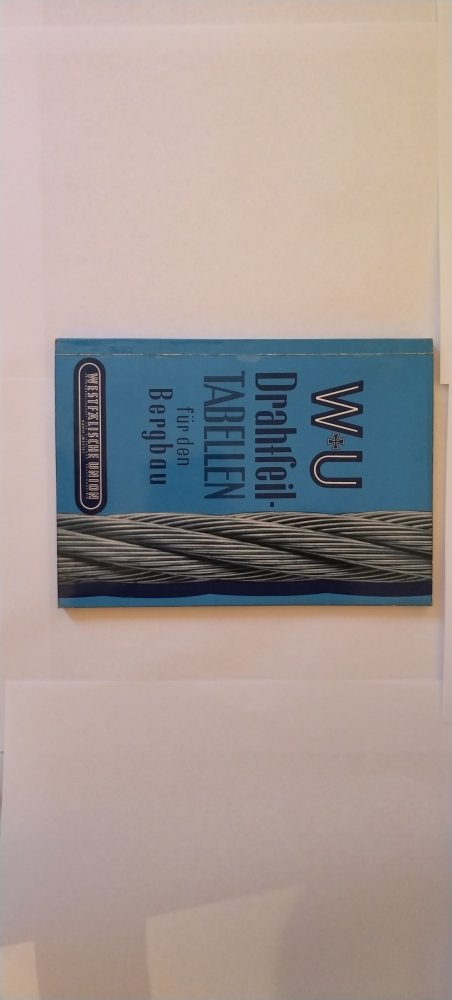 W+U
Drahtſeil-
TABELLEN
für den
Bergbau
WESTFÄLISCHE UNION